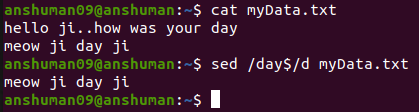 anshuman09@anshuman:~$ cat myData.txt
hello ji..how was your day
meow ji day ji
anshuman09@anshuman:~$ sed /day$/d myData.txt
meow ji day ji
anshuman09@anshuman:~$